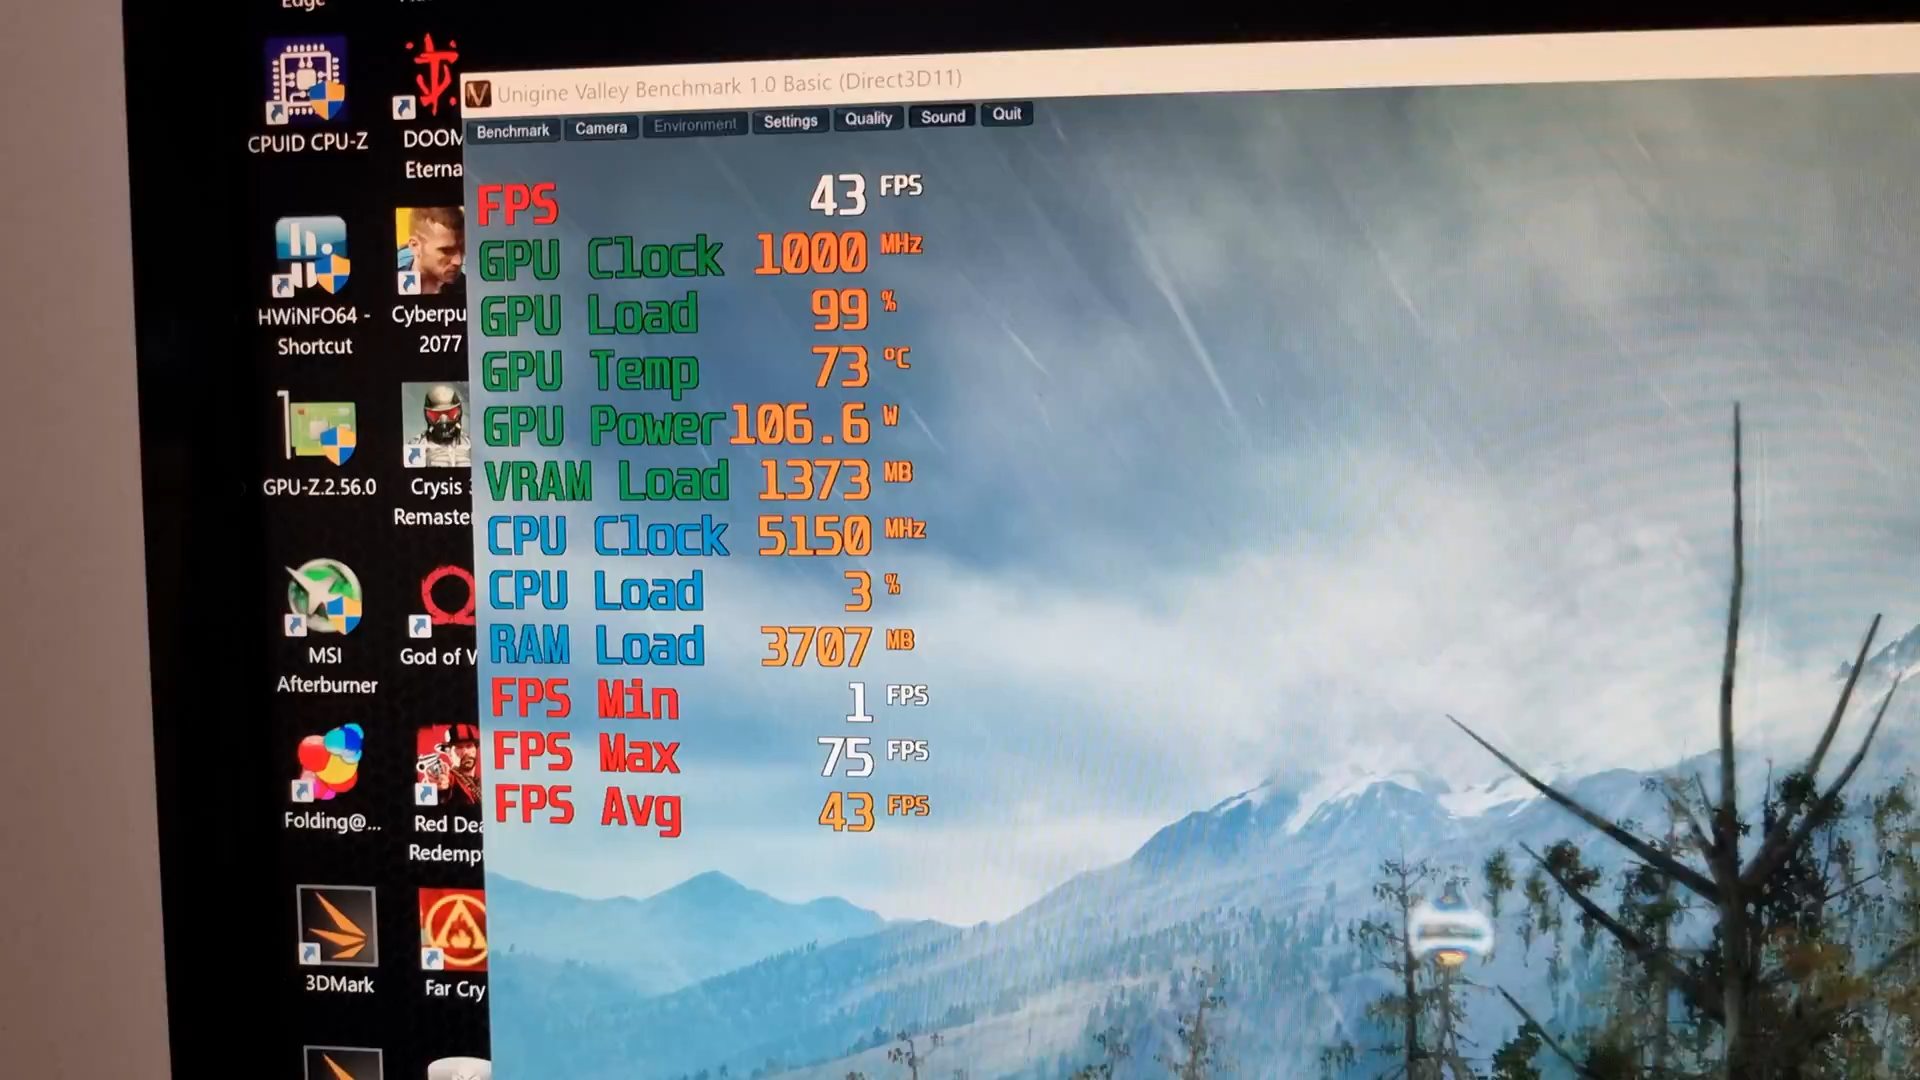 Edge
CPUID CPU-Z
DOOM
Eterna
HWiNFO64 -
Shortcut
Cyberpu
2077
GPU-Z.2.56.0
Crysis
Remaste
MSI
Afterburner
God of
Folding@...
Red Dea
Redemp
3DMark
Far Cry
Unigine Valley Benchmark 1.0 Basic (Direct3D11)
Benchmark Camera Environment Settings Quality Sound Quit
FPS 43 FPS
GPU Clock 1000 MHz
GPU Load 99 %
GPU Temp 73 °C
GPU Power 106.6 W
VRAM Load 1373 MB
CPU Clock 5150 MHz
CPU Load 3 %
RAM Load 3707 MB
FPS Min 1 FPS
FPS Max 75 FPS
FPS Avg 43 FPS